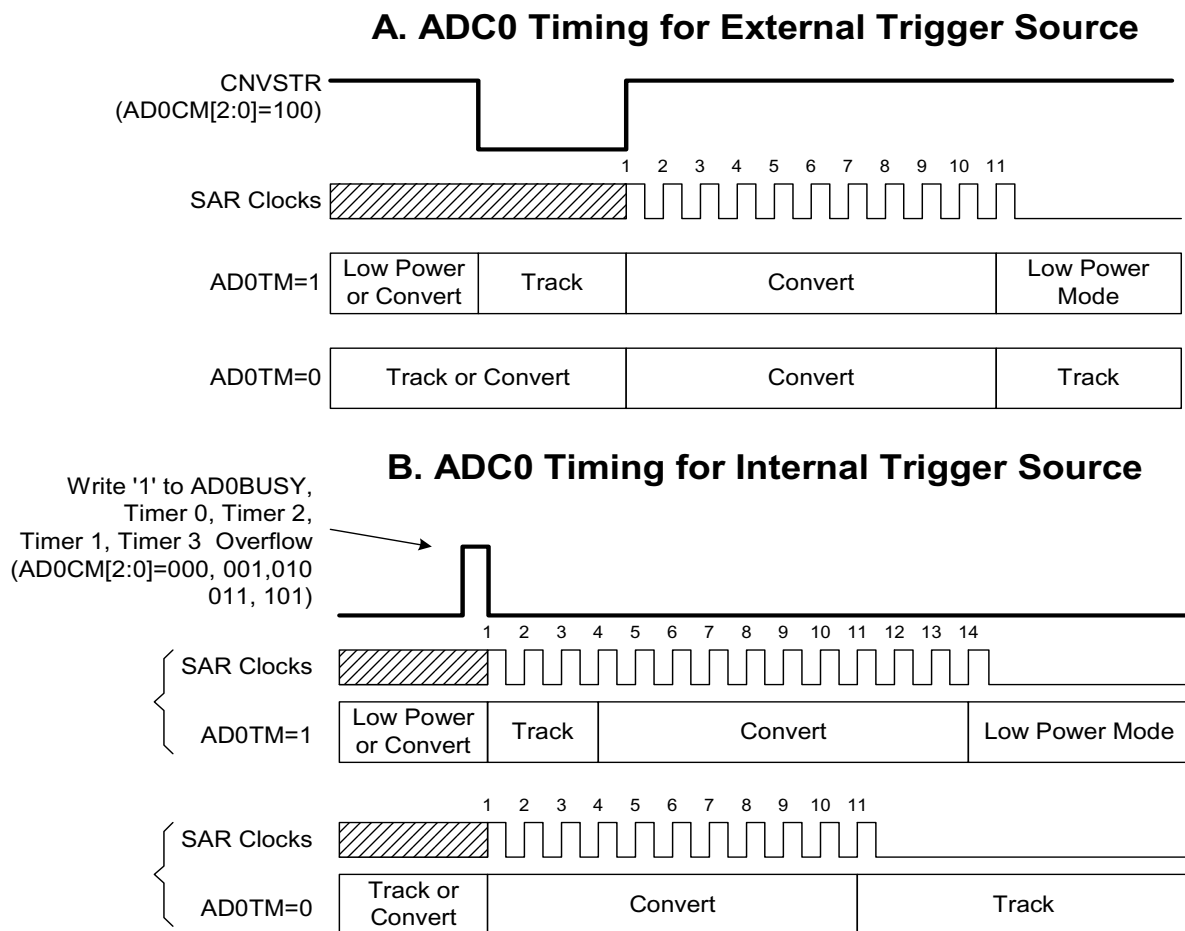 A. ADC0 Timing for External Trigger Source
CNVSTR
(AD0CM[2:0]=100)
1 2 3 4 5 6 7 8 9 10 11
SAR Clocks
AD0TM=1
Low Power
or Convert
Track
Convert
Low Power
Mode
AD0TM=0
Track or Convert
Convert
Track
B. ADC0 Timing for Internal Trigger Source
Write '1' to AD0BUSY,
Timer 0, Timer 2,
Timer 1, Timer 3 Overflow
(AD0CM[2:0]=000, 001,010
011, 101)
1 2 3 4 5 6 7 8 9 10 11 12 13 14
SAR Clocks
AD0TM=1
Low Power
or Convert
Track
Convert
Low Power Mode
1 2 3 4 5 6 7 8 9 10 11
SAR Clocks
AD0TM=0
Track or
Convert
Convert
Track